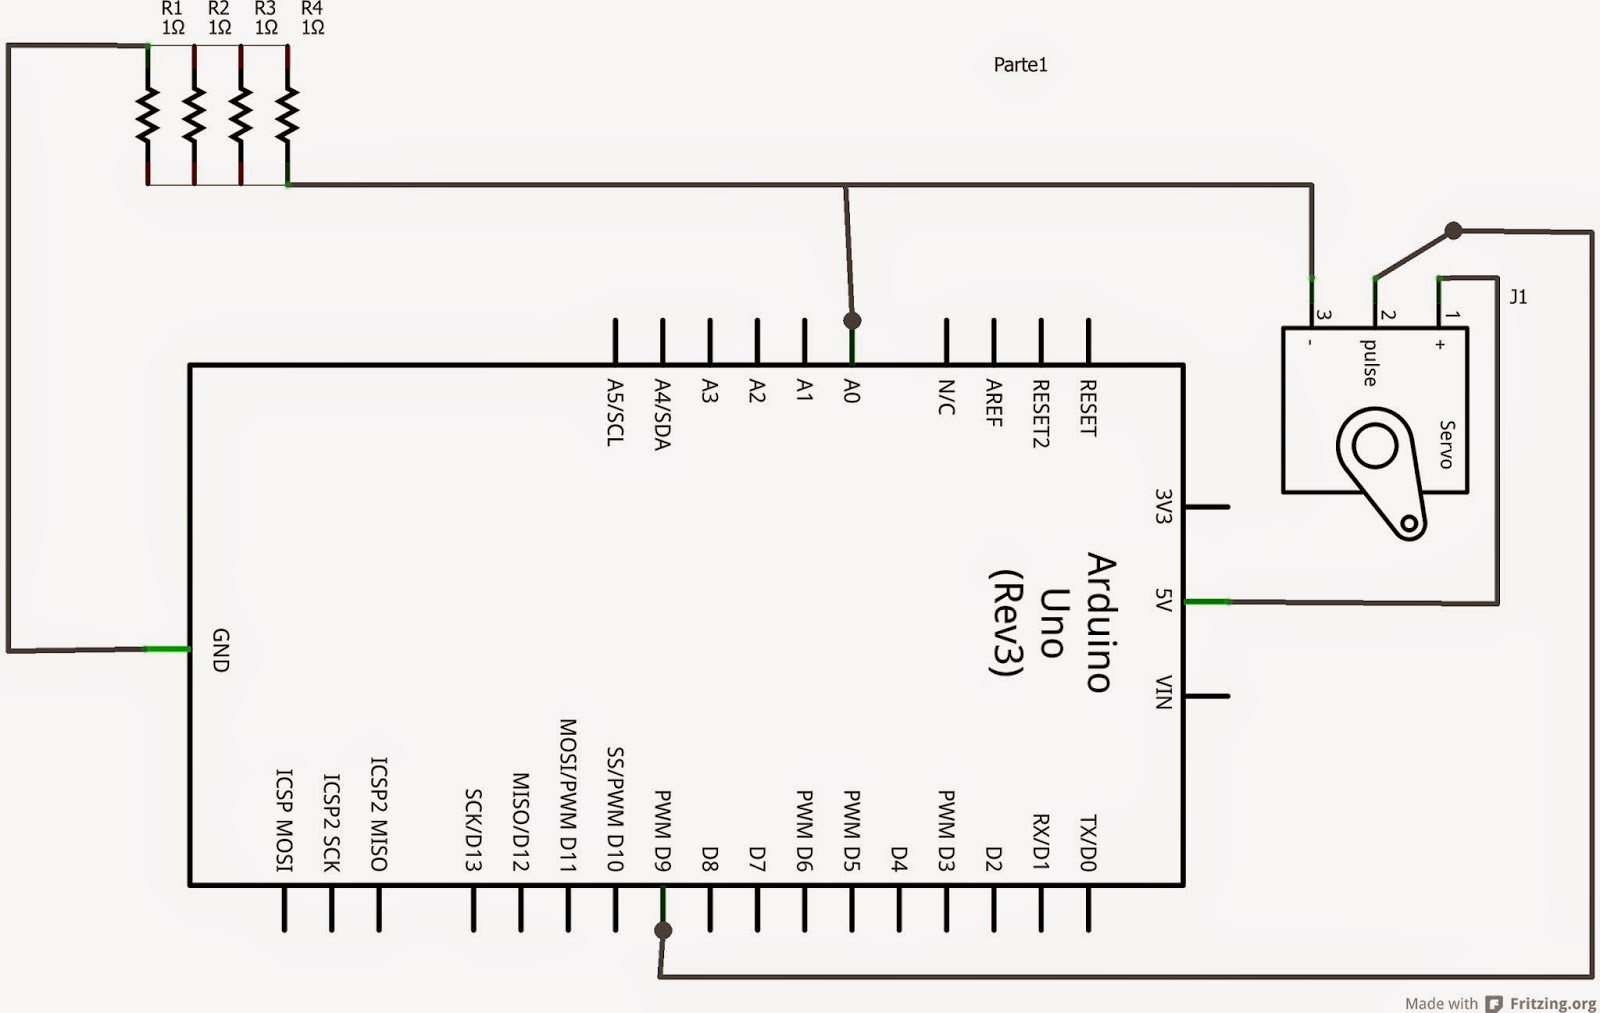 R1 R2 R3 R4
1Ω 1Ω 1Ω 1Ω
Parte1
J1
3 2 1
- pulse +
Servo
A5/SCL
A4/SDA
A3
A2
A1
A0
N/C
AREF
RESET2
RESET
3V3
5V
VIN
Arduino
Uno
(Rev3)
GND
ICSP MOSI
ICSP2 SCK
ICSP2 MISO
SCK/D13
MISO/D12
MOSI/PWM D11
SS/PWM D10
PWM D9
D8
D7
PWM D6
PWM D5
D4
PWM D3
D2
RX/D1
TX/D0
Made with Fritzing.org